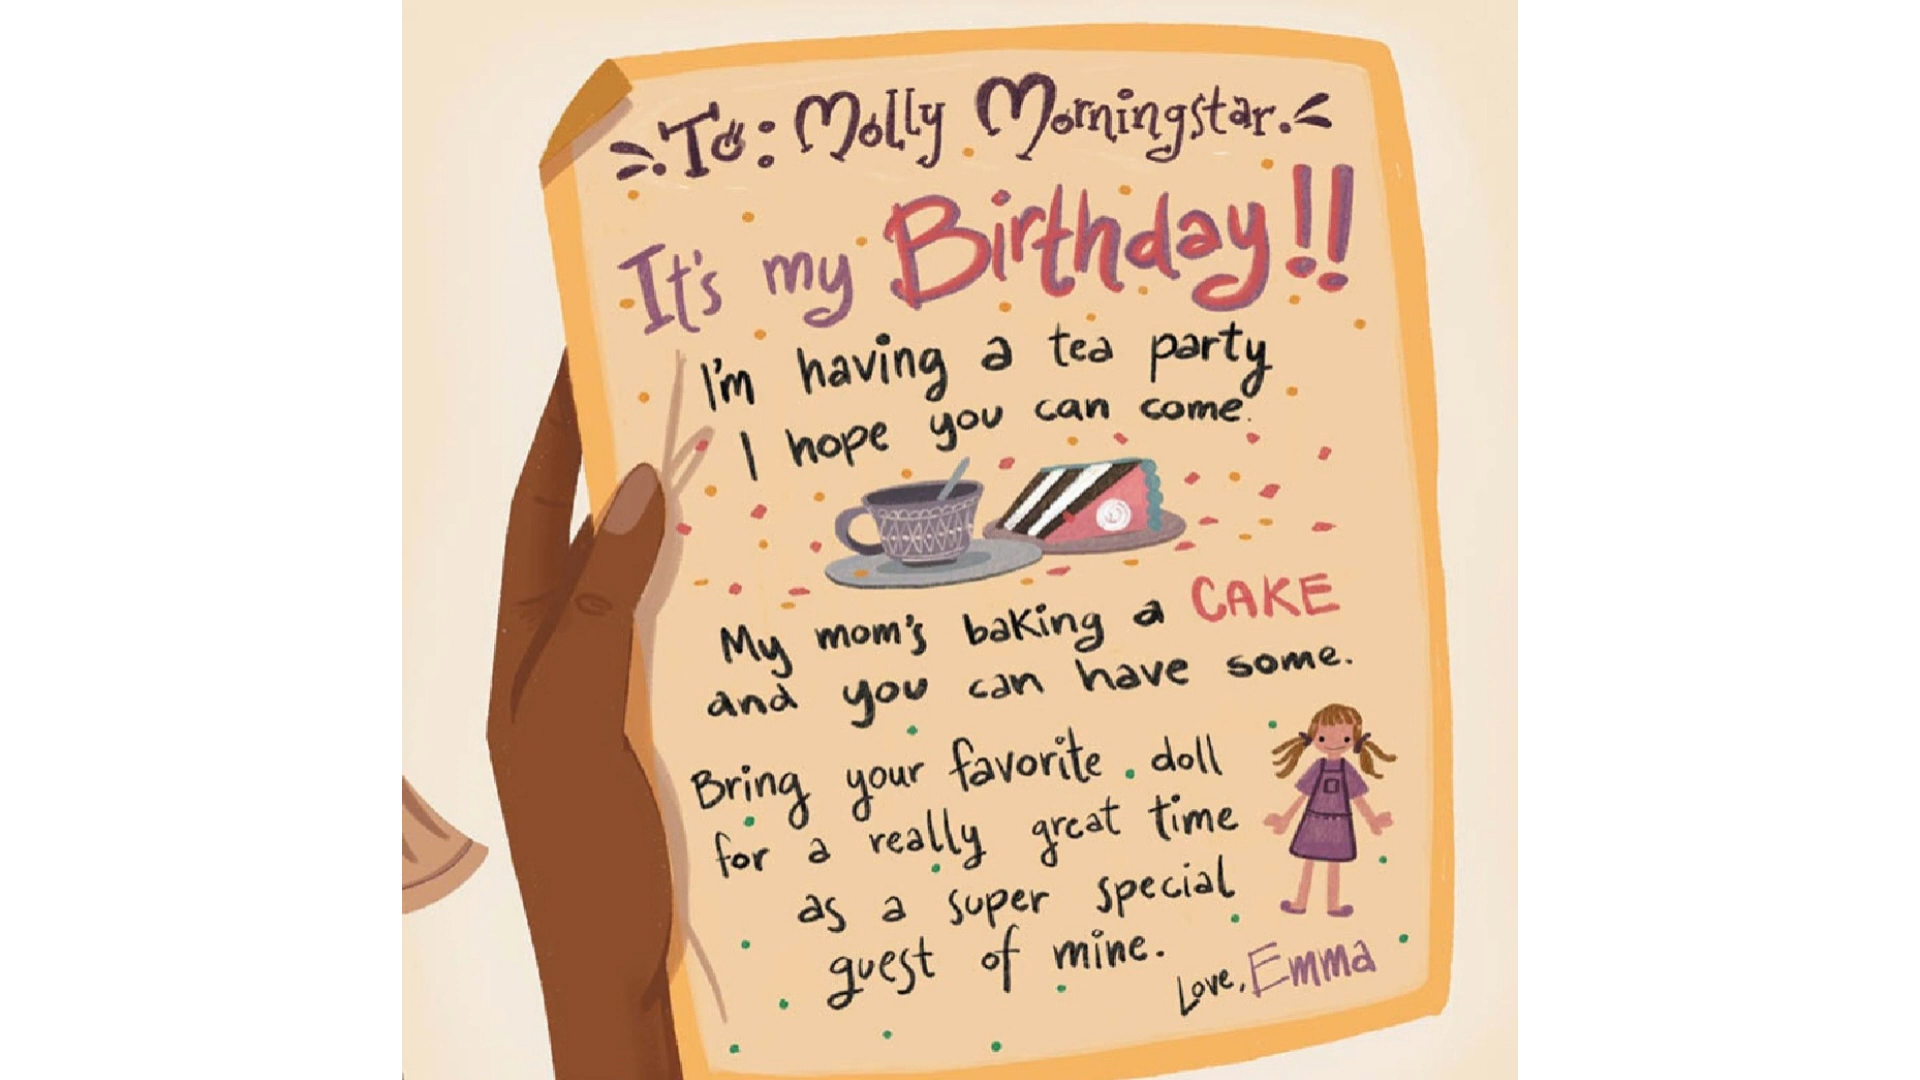 To: Molly Morningstar.
It's my Birthday!!
I'm having a tea party
I hope you can come.
My mom's baking a CAKE
and you can have some.
Bring your favorite doll
for a really great time
as a super special
guest of mine.
Love, Emma